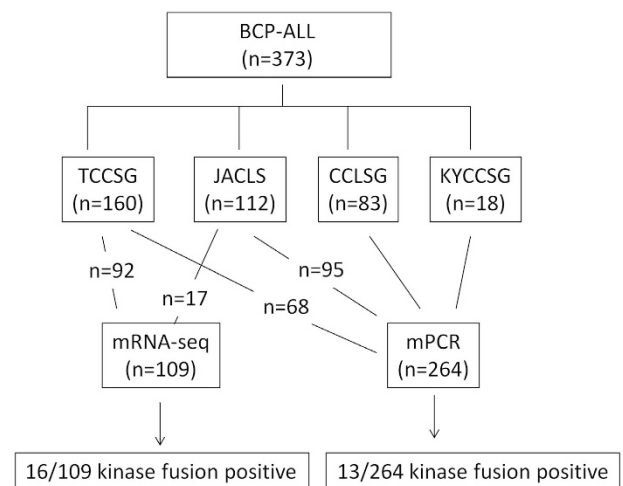 BCP-ALL
(n=373)
TCCSG
(n=160)
JACLS
(n=112)
CCLSG
(n=83)
KYCCSG
(n=18)
n=92
n=17
n=68
n=95
mRNA-seq
(n=109)
mPCR
(n=264)
16/109 kinase fusion positive
13/264 kinase fusion positive